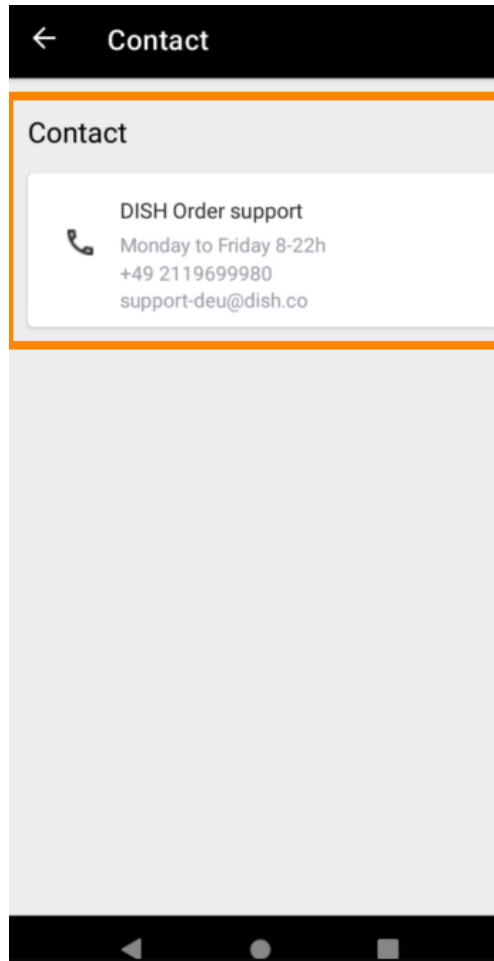 Contact
Contact
DISH Order support
Monday to Friday 8-22h
+49 2119699980
support-deu@dish.co